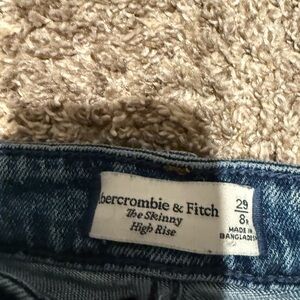 Abercrombie & Fitch
The Skinny
High Rise
29
8
MADE IN
BANGLADESH